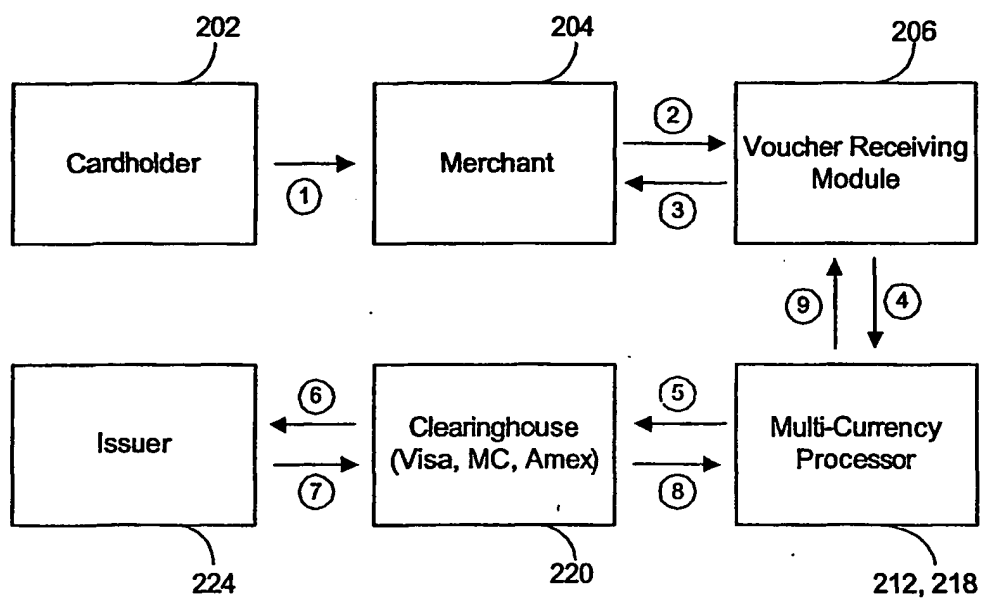 202
204
206
Cardholder
1
Merchant
2
3
Voucher Receiving
Module
9
4
Issuer
6
7
Clearinghouse
(Visa, MC, Amex)
5
8
Multi-Currency
Processor
224
220
212, 218